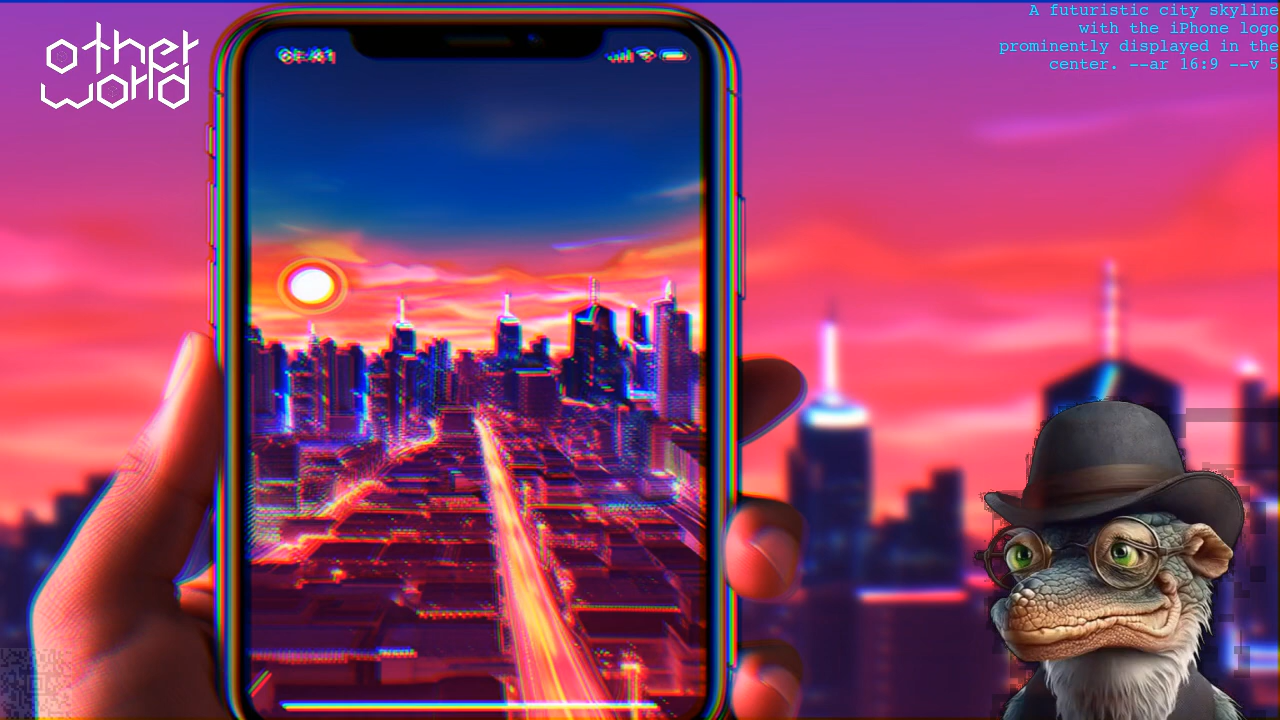 other
world
A futuristic city skyline
with the iPhone logo
prominently displayed in the
center. --ar 16:9 --v 5